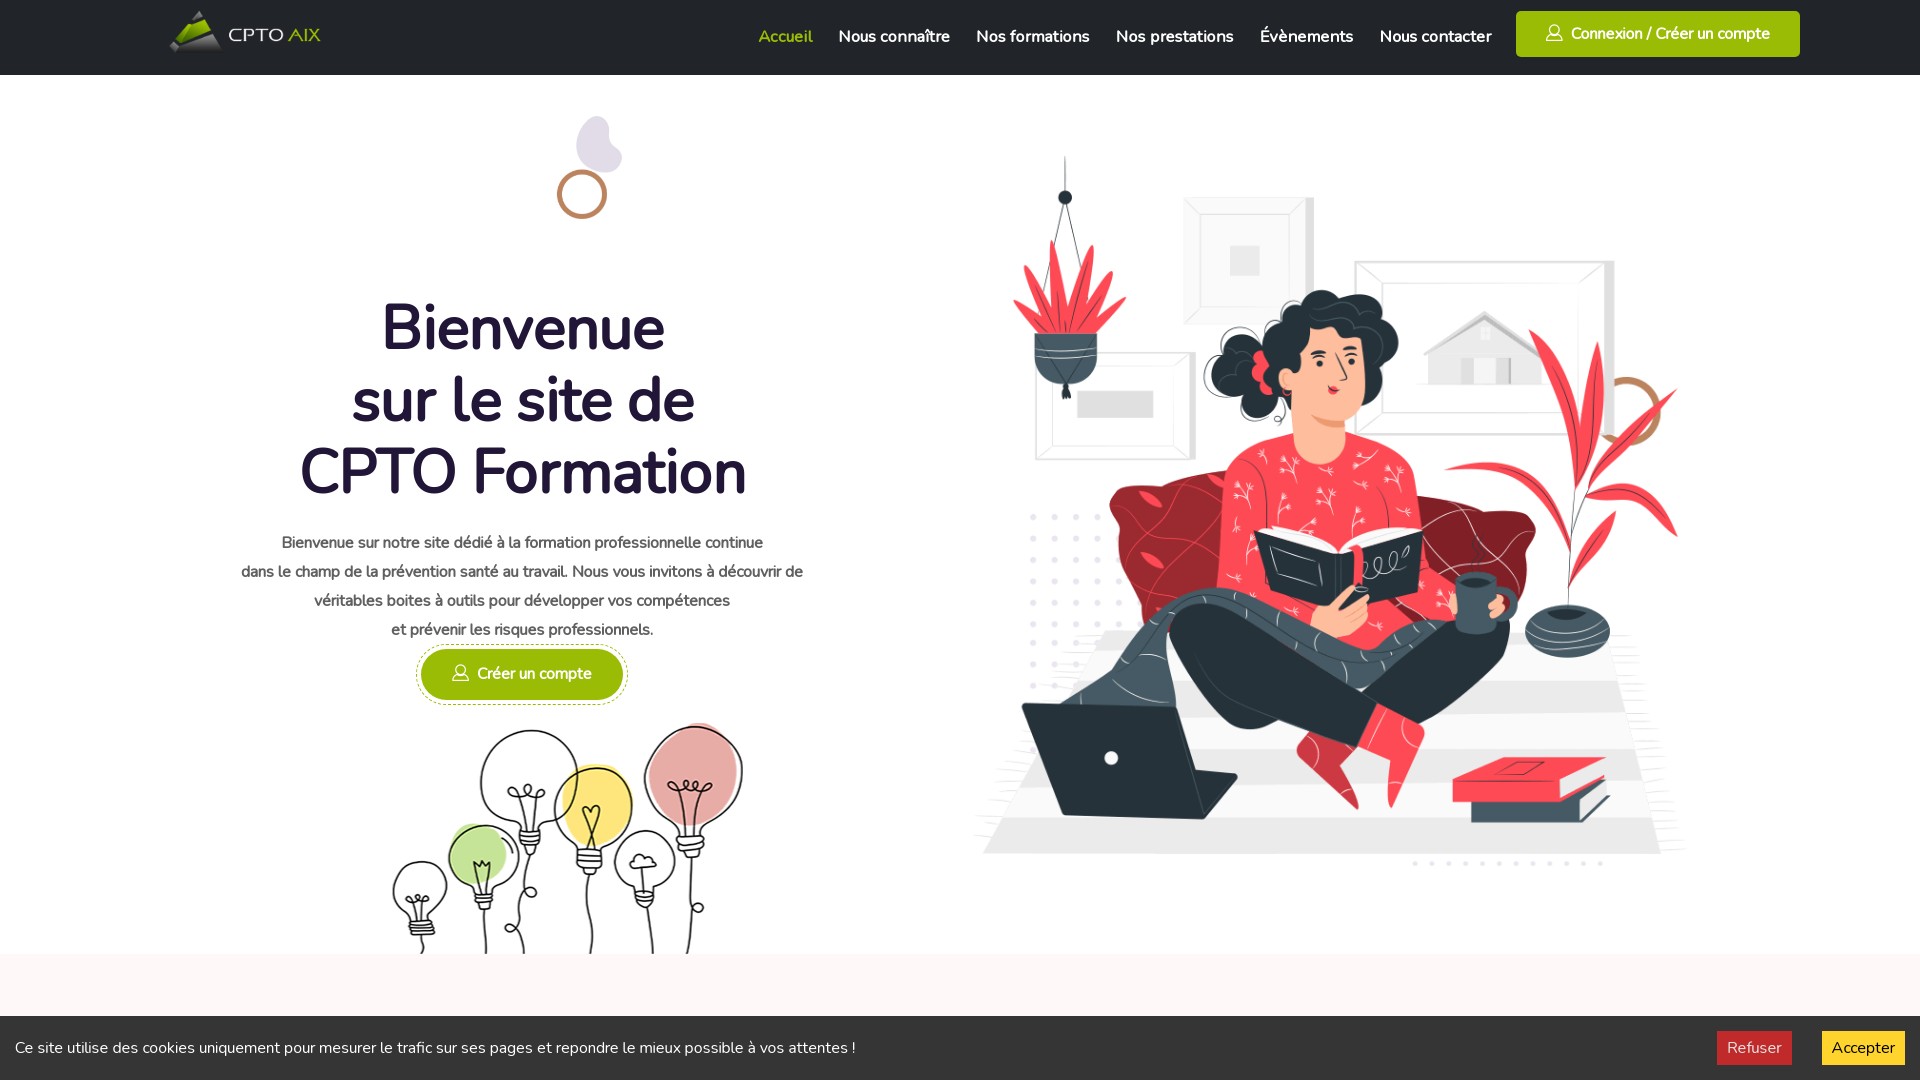 CPTO AIX
Accueil
Nous connaître
Nos formations
Nos prestations
Évènements
Nous contacter
Connexion / Créer un compte
Bienvenue
sur le site de
CPTO Formation
Bienvenue sur notre site dédié à la formation professionnelle continue
dans le champ de la prévention santé au travail. Nous vous invitons à découvrir de
véritables boites à outils pour développer vos compétences
et prévenir les risques professionnels.
Créer un compte
Ce site utilise des cookies uniquement pour mesurer le trafic sur ses pages et repondre le mieux possible à vos attentes !
Refuser
Accepter